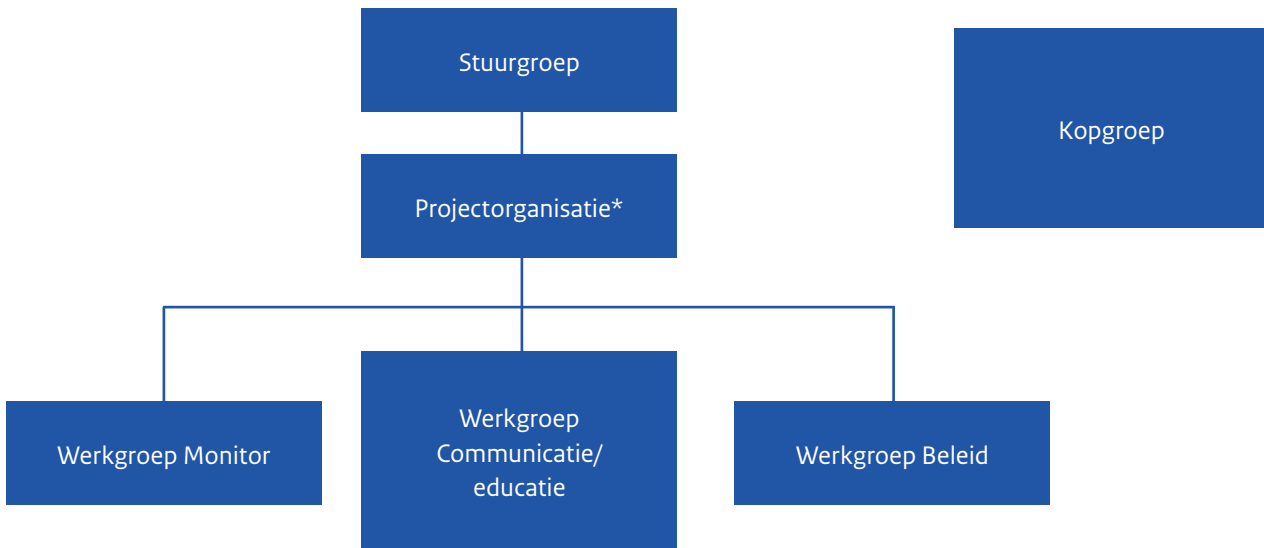 Stuurgroep
Kopgroep
Projectorganisatie*
Werkgroep Monitor
Werkgroep
Communicatie/
educatie
Werkgroep Beleid